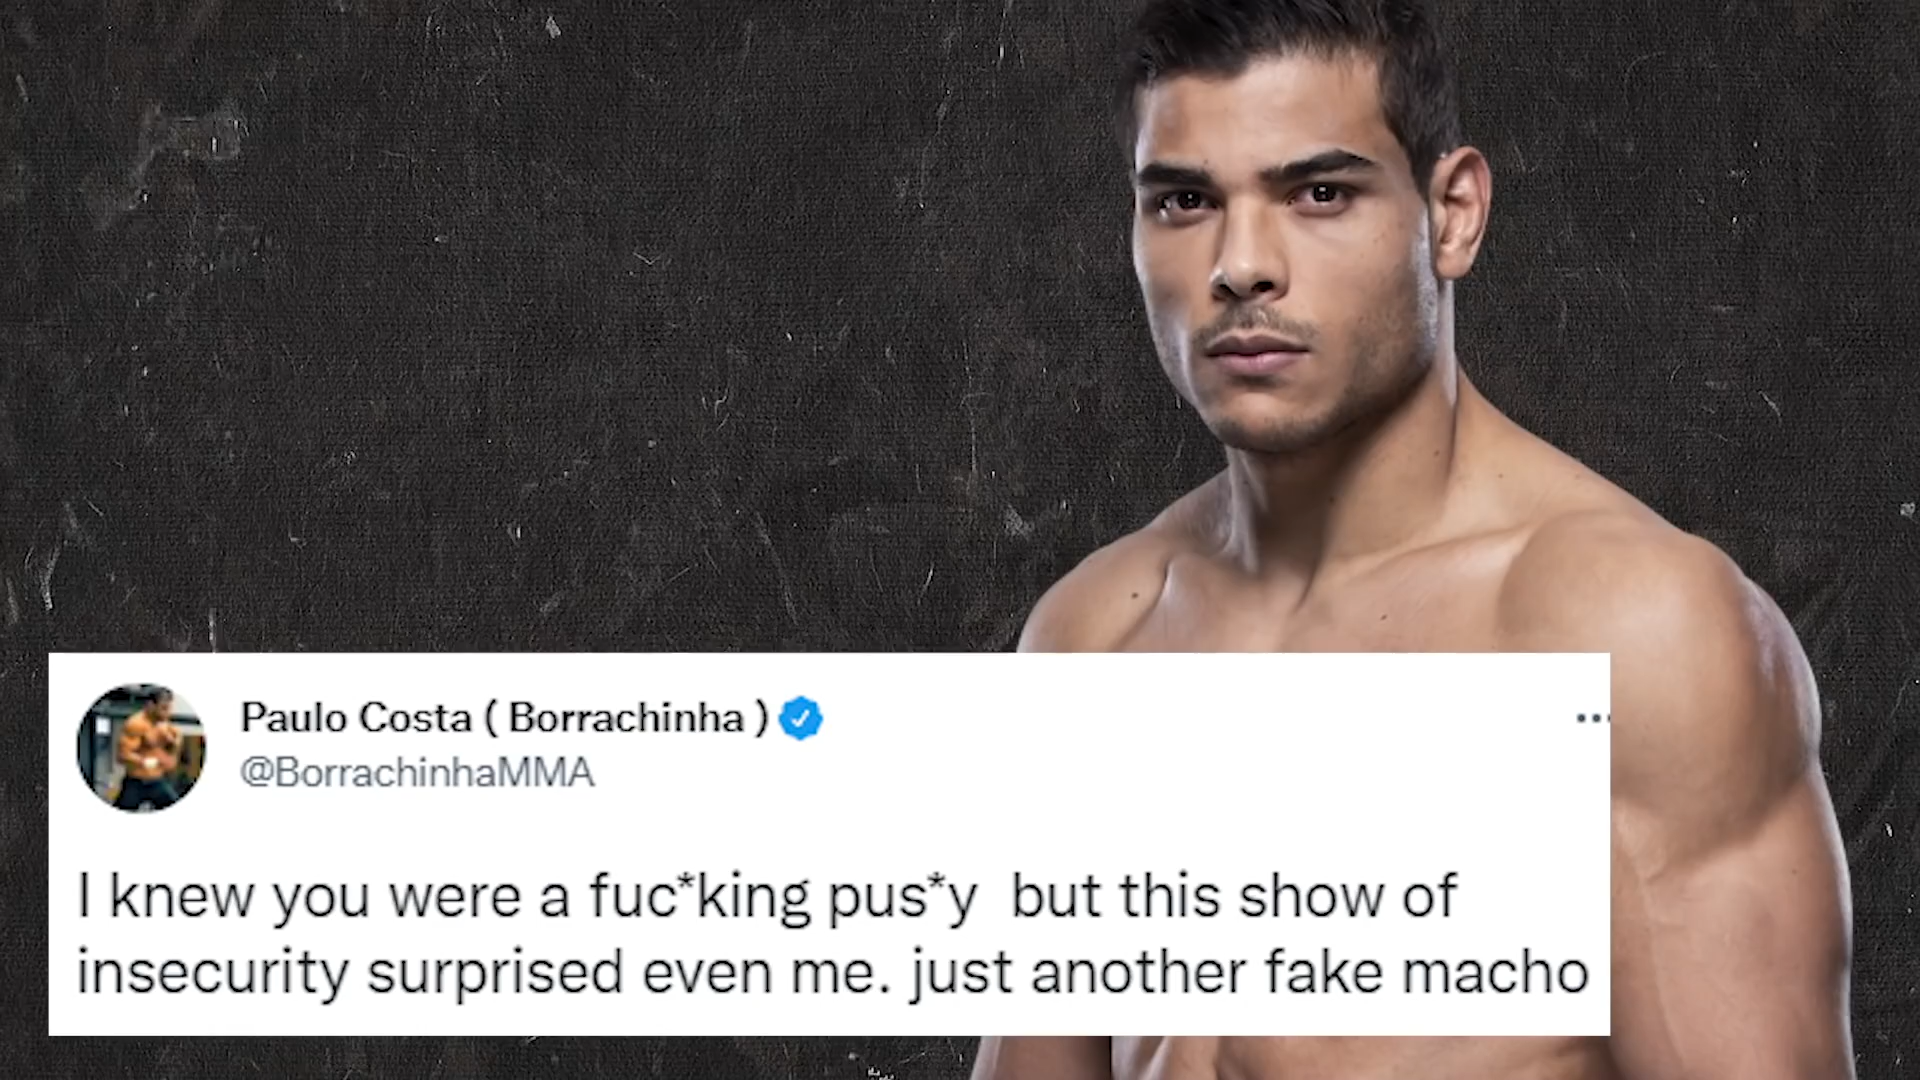 Paulo Costa ( Borrachinha )
@BorrachinhaMMA
I knew you were a fuc*king pus*y  but this show of
insecurity surprised even me. just another fake macho